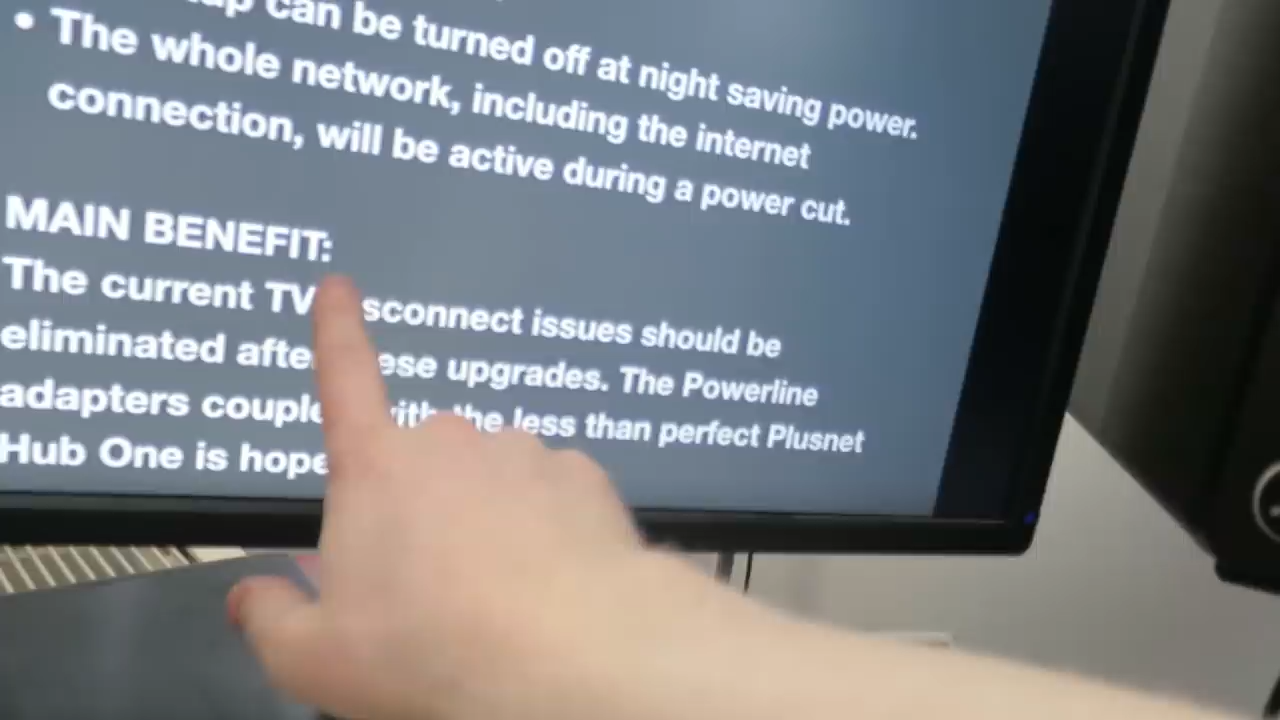 can be turned off at night saving power.
• The whole network, including the internet
connection, will be active during a power cut.
MAIN BENEFIT:
The current TV sconnect issues should be
eliminated afte ese upgrades. The Powerline
adapters couple with the less than perfect Plusnet
Hub One is hope